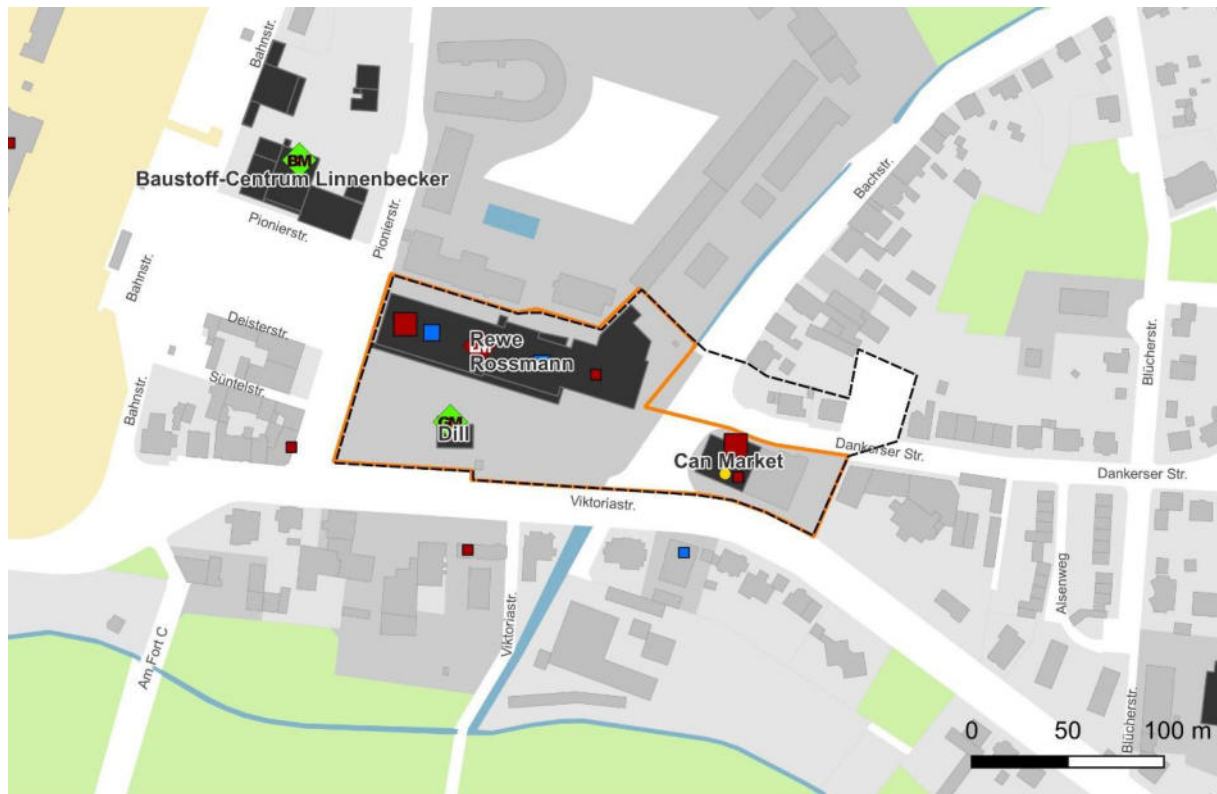 Bahnstr.
BM
Baustoff-Centrum Linnenbecker
Pionierstr.
Pionierstr.
Bahnstr.
Bachstr.
Blücherstr.
Deisterstr.
Süntelstr.
Bahnstr.
Rewe
Rossmann
GM
Dill
Can Market
Dankerser Str.
Dankerser Str.
Viktoriastr.
Viktoriastr.
Am Fort C
Alsenweg
Blücherstr.
0 50 100 m